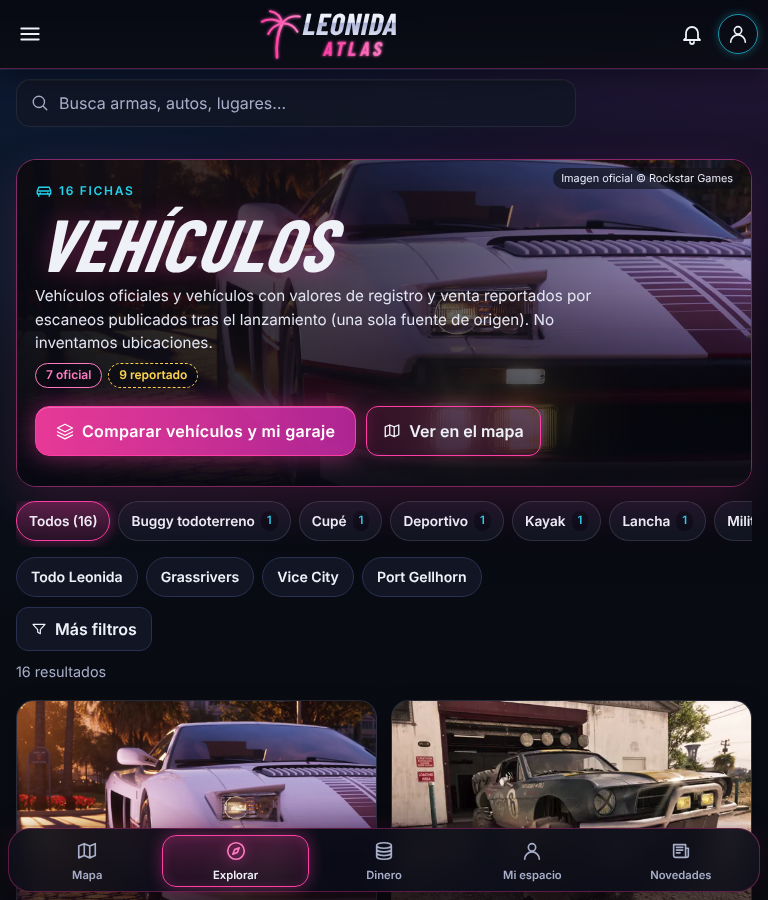 LEONIDA
ATLAS
Busca armas, autos, lugares...
Imagen oficial © Rockstar Games
16 FICHAS
VEHÍCULOS
Vehículos oficiales y vehículos con valores de registro y venta reportados por
escaneos publicados tras el lanzamiento (una sola fuente de origen). No
inventamos ubicaciones.
7 oficial 9 reportado
Comparar vehículos y mi garaje Ver en el mapa
Todos (16) Buggy todoterreno 1 Cupé 1 Deportivo 1 Kayak 1 Lancha 1
Todo Leonida Grassrivers Vice City Port Gellhorn
Más filtros
16 resultados
Mapa Explorar Dinero Mi espacio Novedades